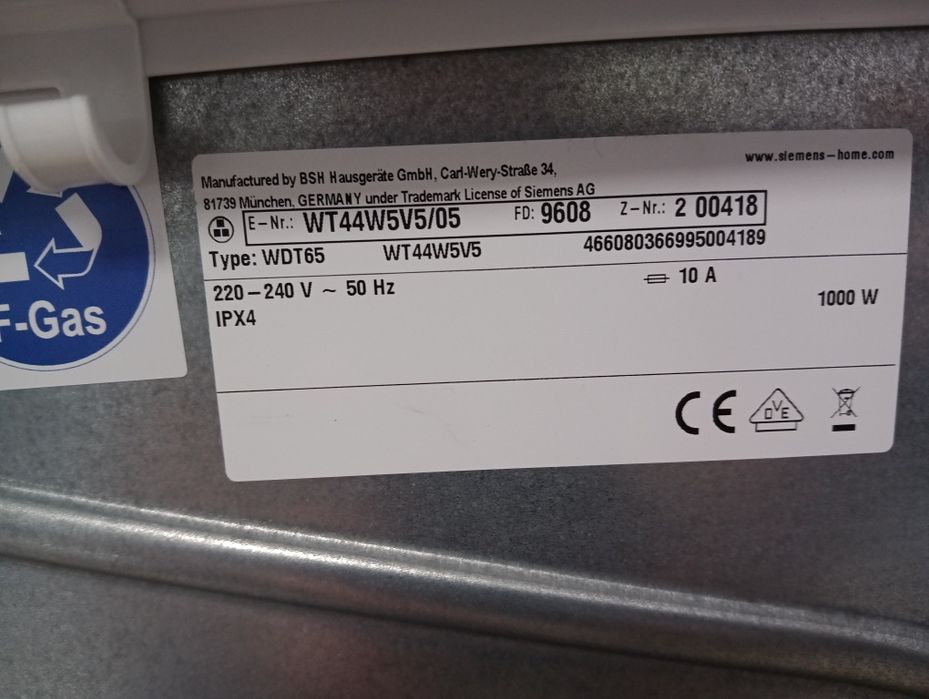 www.siemens-home.com
Manufactured by BSH Hausgeräte GmbH, Carl-Wery-Straße 34,
81739 München, GERMANY under Trademark License of Siemens AG
E-Nr.: WT44W5V5/05 FD: 9608 Z-Nr.: 2 00418
Type: WDT65 WT44W5V5 466080366995004189
220-240 V ~ 50 Hz 10 A
1000 W
IPX4
F-Gas
CE DVE